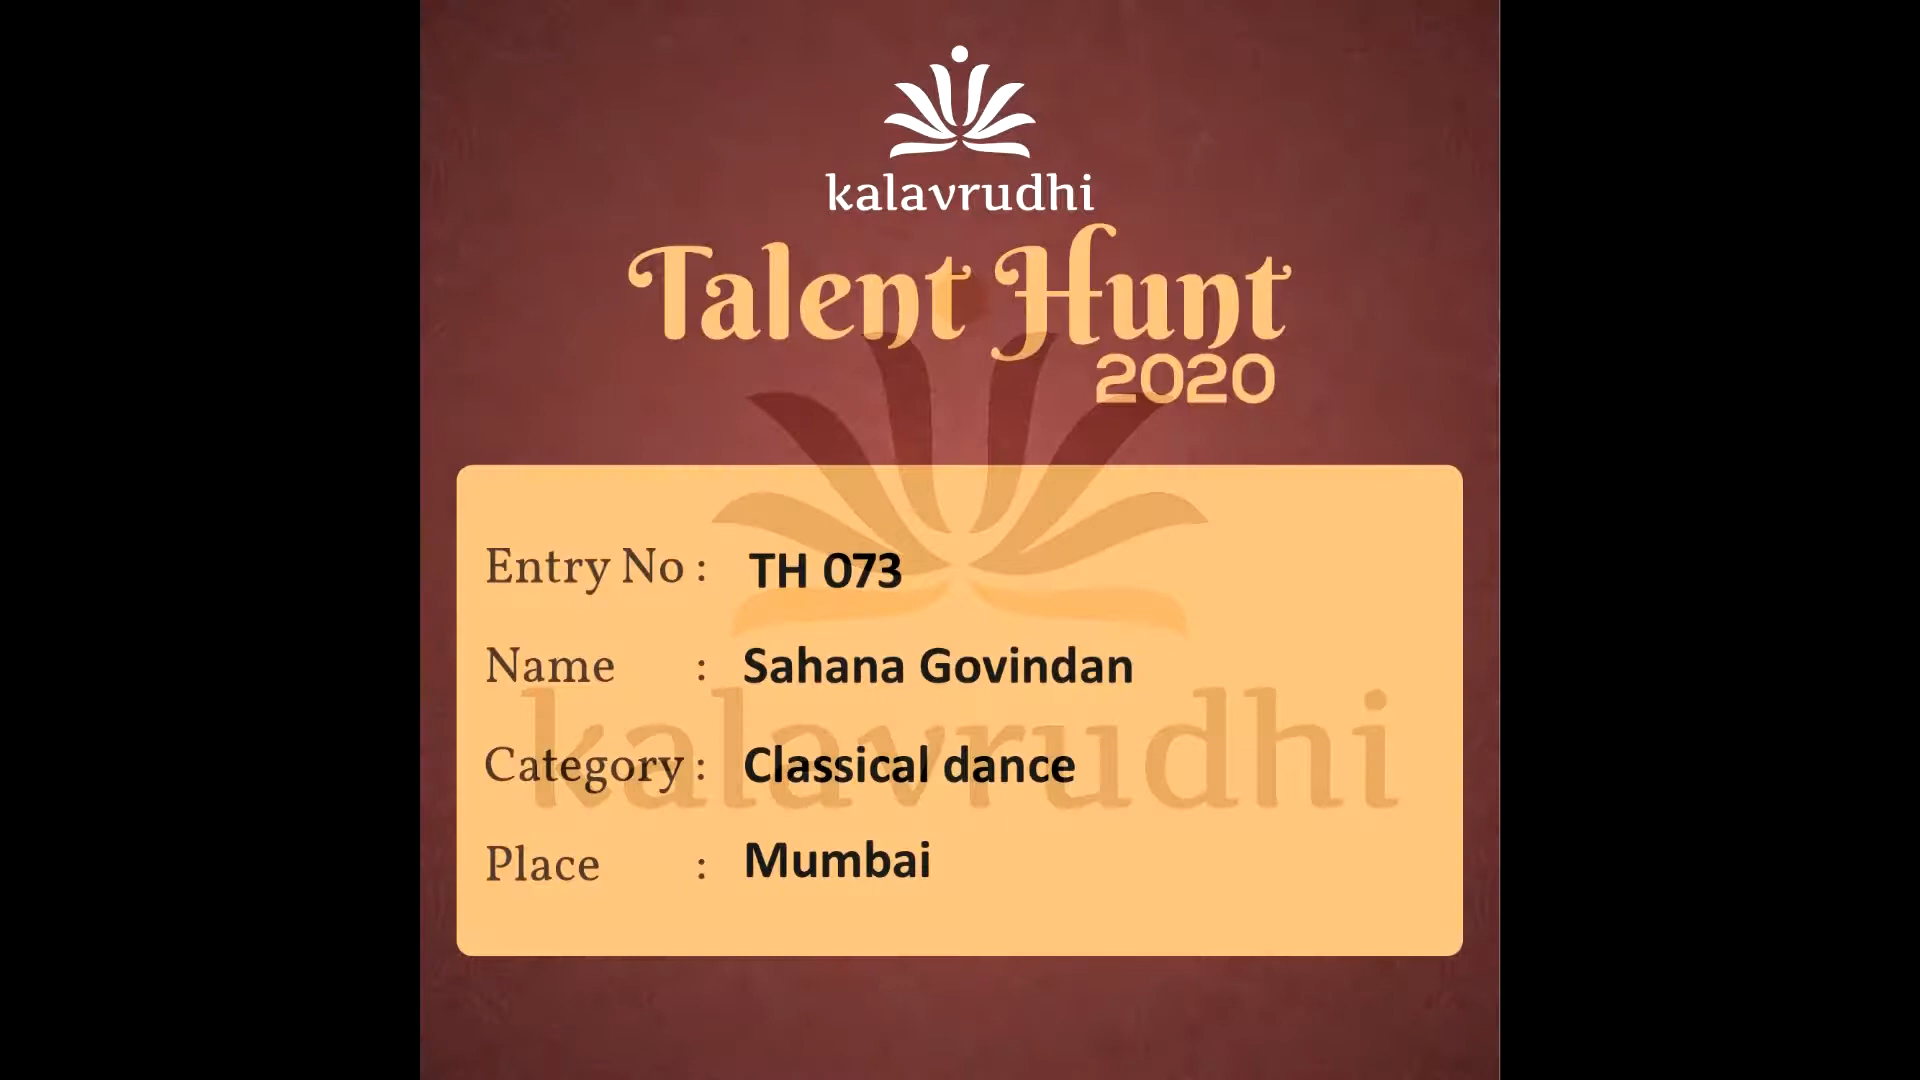 kalavrudhi
Talent Hunt
2020
Entry No : TH 073
Name : Sahana Govindan
kalavrudhi
Category : Classical dance
Place : Mumbai